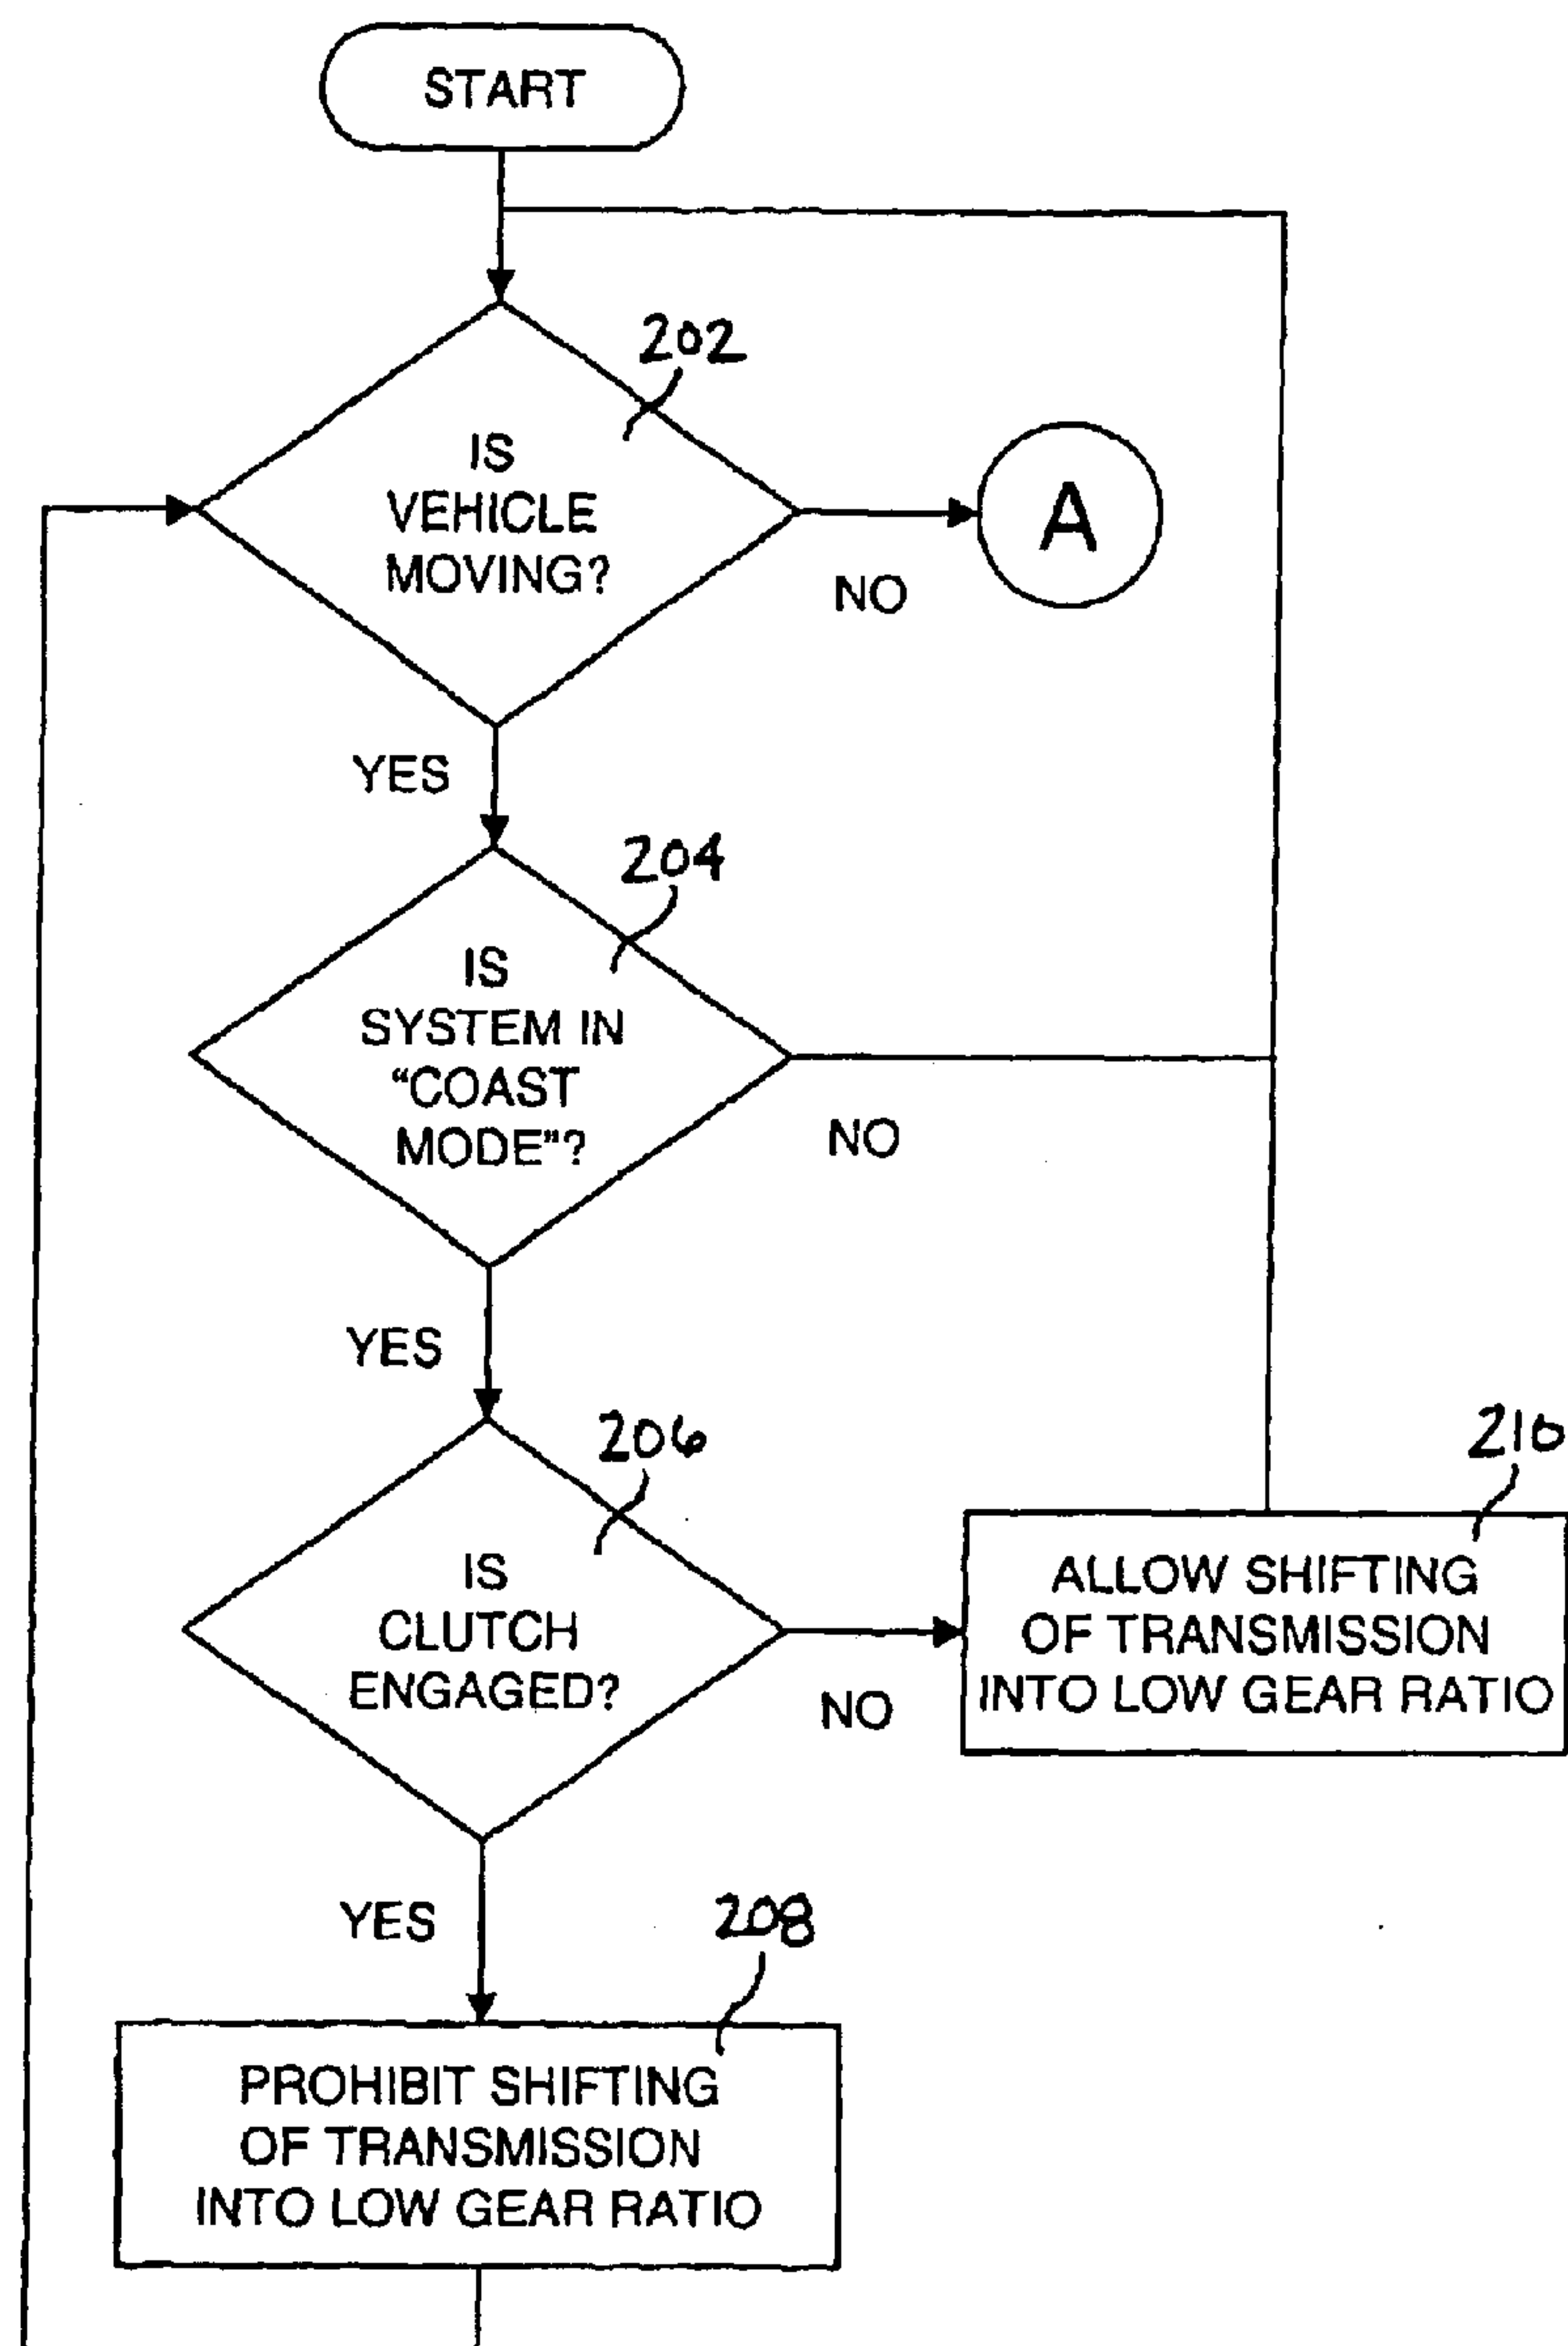 START
202
IS
VEHICLE
MOVING?
A
NO
YES
204
IS
SYSTEM IN
“COAST
MODE”?
NO
YES
206
IS
CLUTCH
ENGAGED?
NO
210
ALLOW SHIFTING
OF TRANSMISSION
INTO LOW GEAR RATIO
YES
208
PROHIBIT SHIFTING
OF TRANSMISSION
INTO LOW GEAR RATIO